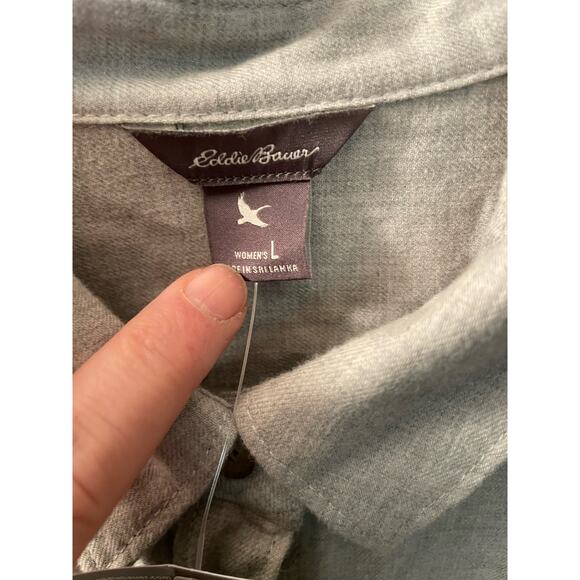 Eddie Bauer
WOMEN'S L
IN SRI LANKA